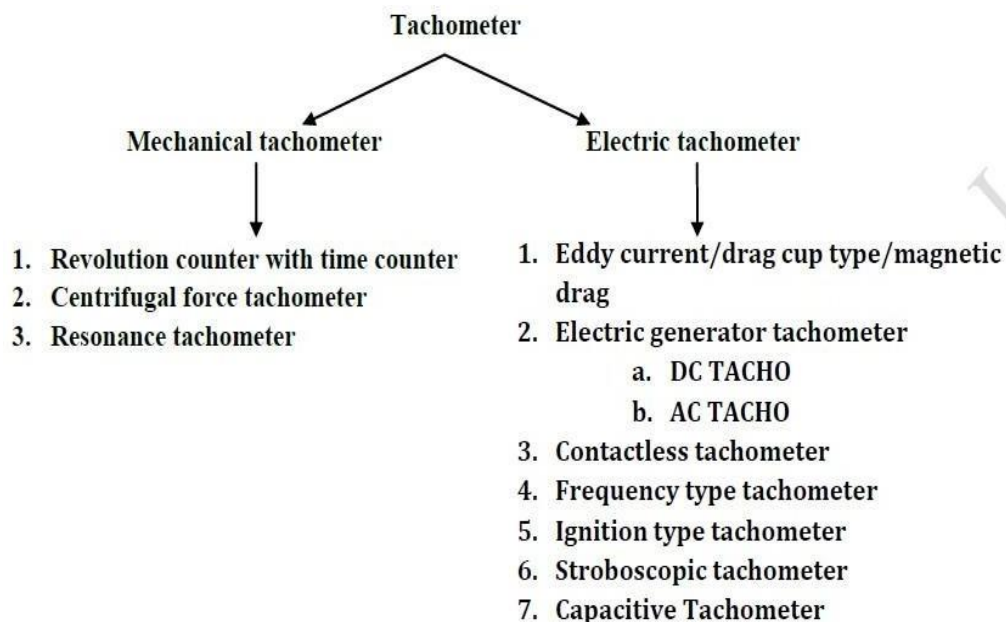 Tachometer
Mechanical tachometer
Electric tachometer
1. Revolution counter with time counter
2. Centrifugal force tachometer
3. Resonance tachometer
1. Eddy current/drag cup type/magnetic
drag
2. Electric generator tachometer
a. DC TACHO
b. AC TACHO
3. Contactless tachometer
4. Frequency type tachometer
5. Ignition type tachometer
6. Stroboscopic tachometer
7. Capacitive Tachometer